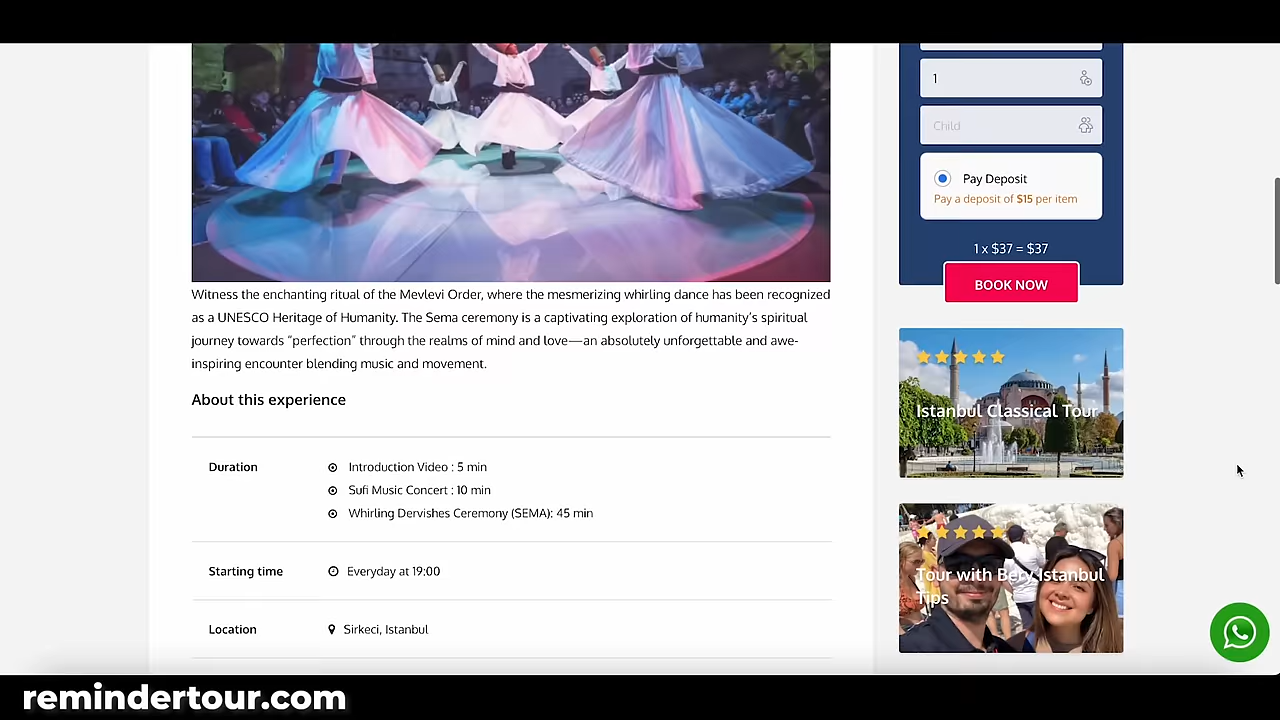 Witness the enchanting ritual of the Mevlevi Order, where the mesmerizing whirling dance has been recognized
as a UNESCO Heritage of Humanity. The Sema ceremony is a captivating exploration of humanity’s spiritual
journey towards “perfection” through the realms of mind and love—an absolutely unforgettable and awe-
inspiring encounter blending music and movement.
About this experience
Duration
Introduction Video : 5 min
Sufi Music Concert : 10 min
Whirling Dervishes Ceremony (SEMA): 45 min
Starting time
Everyday at 19:00
Location
Sirkeci, Istanbul
1
Child
Pay Deposit
Pay a deposit of $15 per item
1 x $37 = $37
BOOK NOW
Istanbul Classical Tour
Tour with Bery Istanbul
Tips
remindertour.com